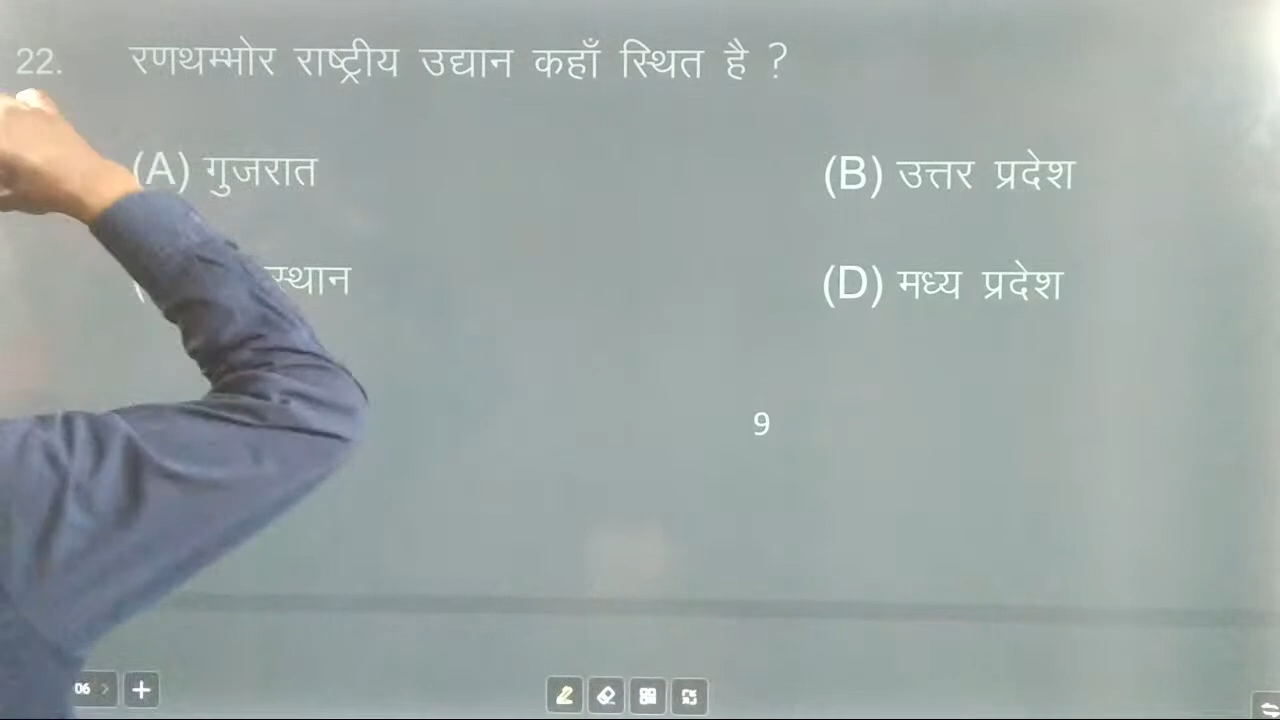 22. रणथम्भोर राष्ट्रीय उद्यान कहाँ स्थित है ?
(A) गुजरात
(B) उत्तर प्रदेश
स्थान
(D) मध्य प्रदेश
9
06